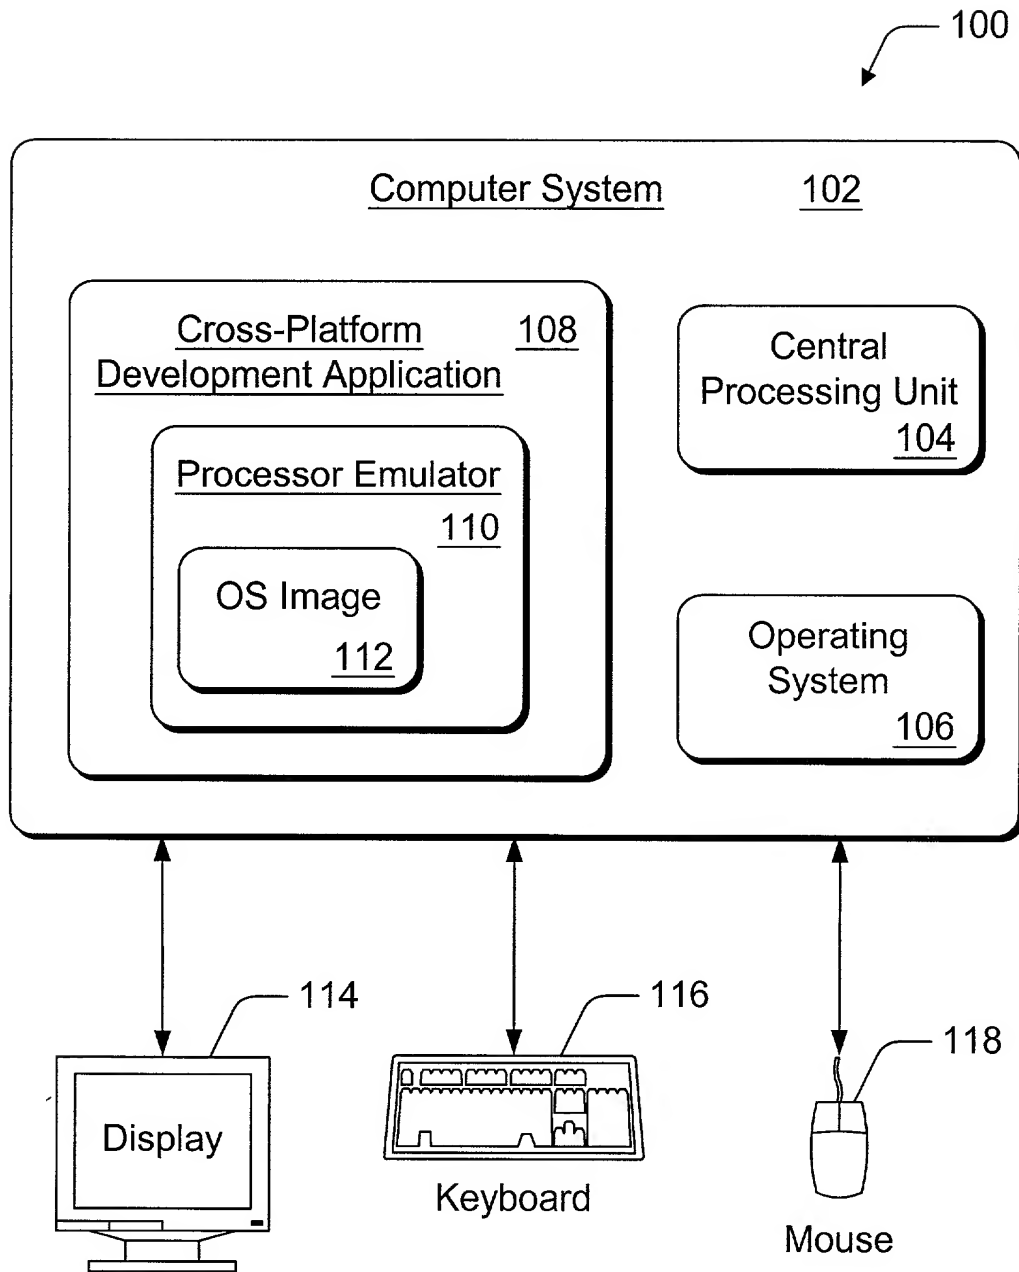 100
Computer System 102
Cross-Platform 108
Development Application
Processor Emulator
110
OS Image
112
Central
Processing Unit
104
Operating
System
106
114
116
118
Display
Keyboard
Mouse